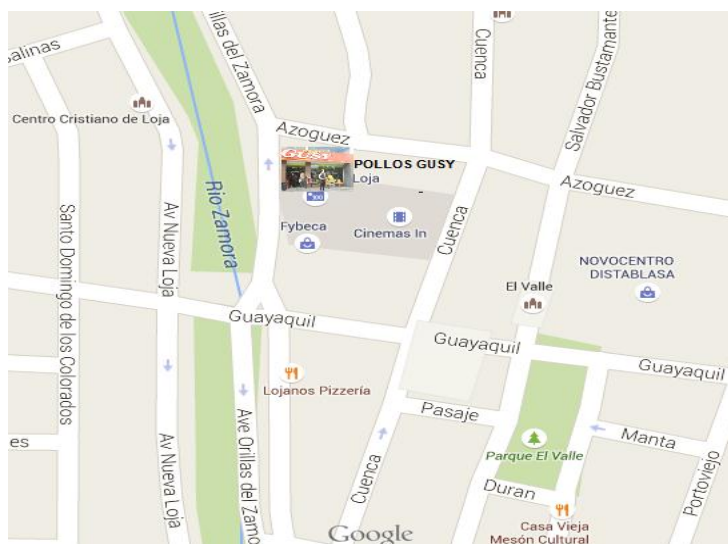 alinas
Orillas del Zamora
Cuenca
Salvador Bustamante
Centro Cristiano de Loja
Azoguez
GUSY
POLLOS GUSY
Loja
Azoguez
Rio Zamora
Fybeca
Cinemas In
Cuenca
Santo Domingo de los Colorados
Av Nueva Loja
NOVOCENTRO
DISTABLASA
El Valle
Guayaquil
Guayaquil
Guayaquil
Lojanos Pizzería
Pasaje
es
Av Nueva Loja
Ave Orillas del Zamo
Cuenca
Parque El Valle
Manta
Portoviejo
Duran
Casa Vieja
Mesón Cultural
Google